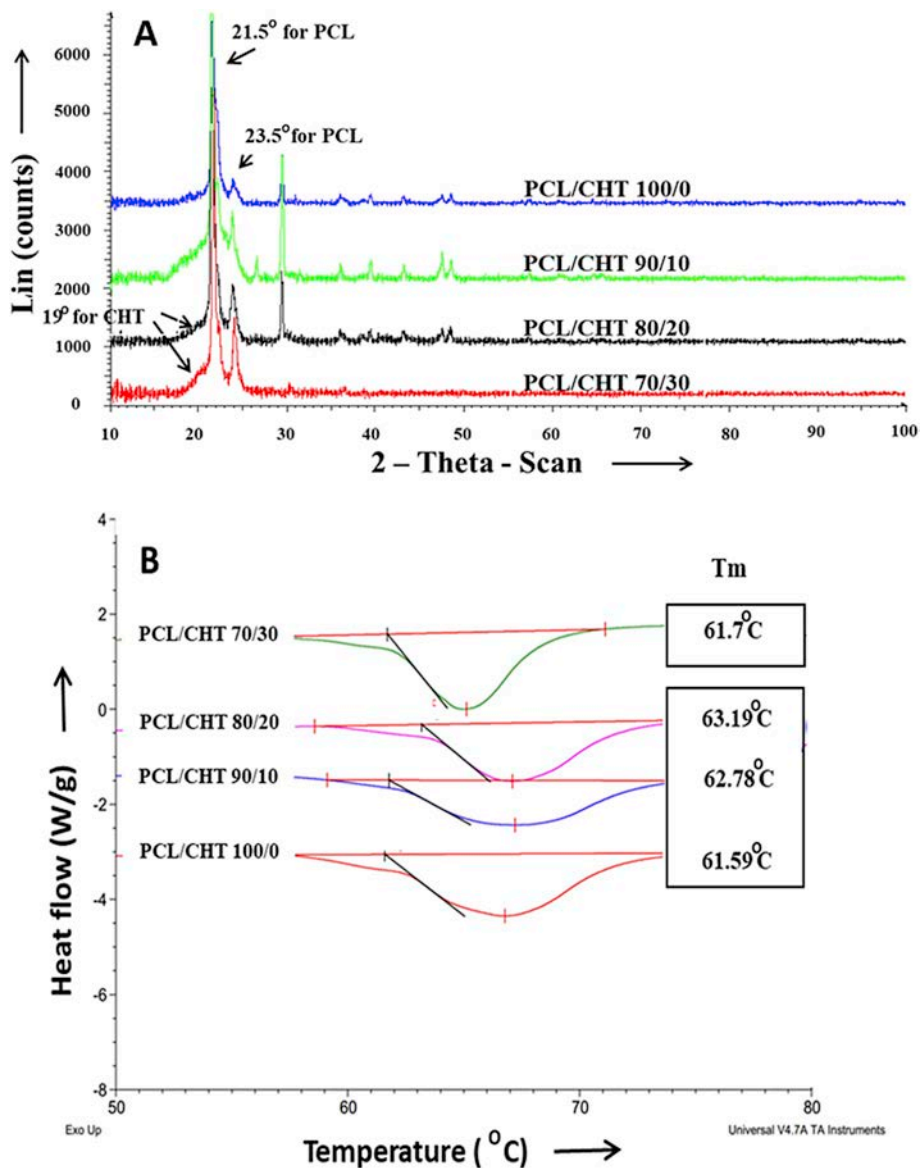 A
21.5° for PCL
23.5° for PCL
6000
5000
4000
3000
2000
1000
0
Lin (counts)
PCL/CHT 100/0
PCL/CHT 90/10
19° for CHT
PCL/CHT 80/20
PCL/CHT 70/30
10 20 30 40 50 60 70 80 90 100
2 – Theta - Scan
B
Tm
4
2
0
-2
-4
-6
-8
Heat flow (W/g)
PCL/CHT 70/30
61.7°C
PCL/CHT 80/20
63.19°C
PCL/CHT 90/10
62.78°C
PCL/CHT 100/0
61.59°C
50 60 70 80
Exo Up
Temperature (°C)
Universal V4.7A TA Instruments